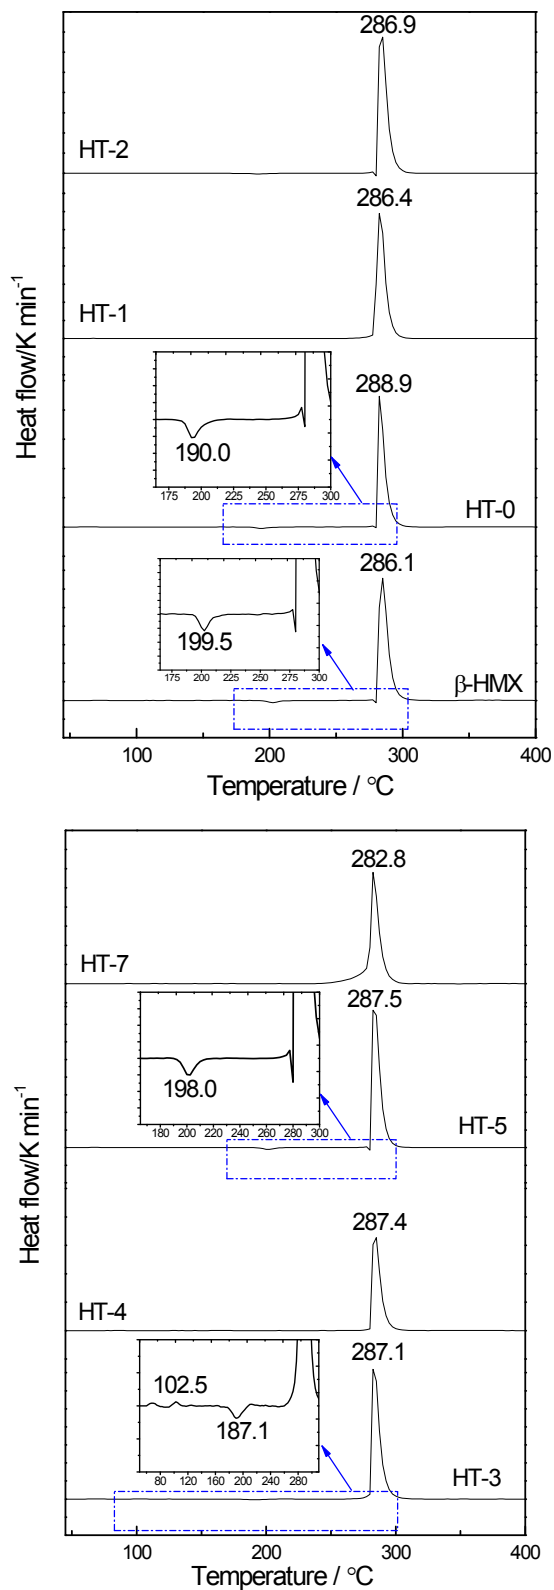 286.9
HT-2
286.4
HT-1
Heat flow/K min⁻¹
288.9
190.0
175 200 225 250 275 300
HT-0
286.1
199.5
175 200 225 250 275 300
β-HMX
100 200 300 400
Temperature / °C
282.8
HT-7
287.5
198.0
180 200 220 240 260 280 300
HT-5
Heat flow/K min⁻¹
287.4
HT-4
287.1
102.5
187.1
80 120 160 200 240 280
HT-3
100 200 300 400
Temperature / °C